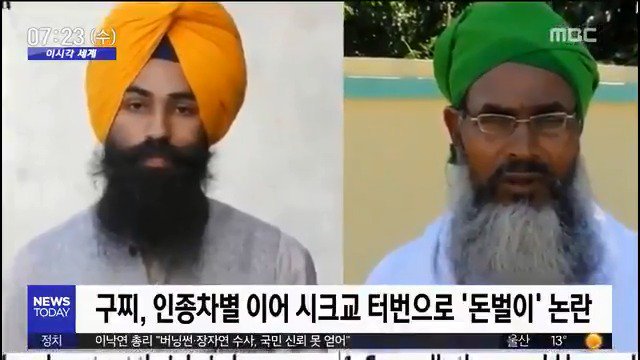 07:23 (수)
이시각 세계
MBC
NEWS
TODAY
구찌, 인종차별 이어 시크교 터번으로 '돈벌이' 논란
정치
이낙연 총리 "버닝썬·장자연 수사, 국민 신뢰 못 얻어"
울산 13°